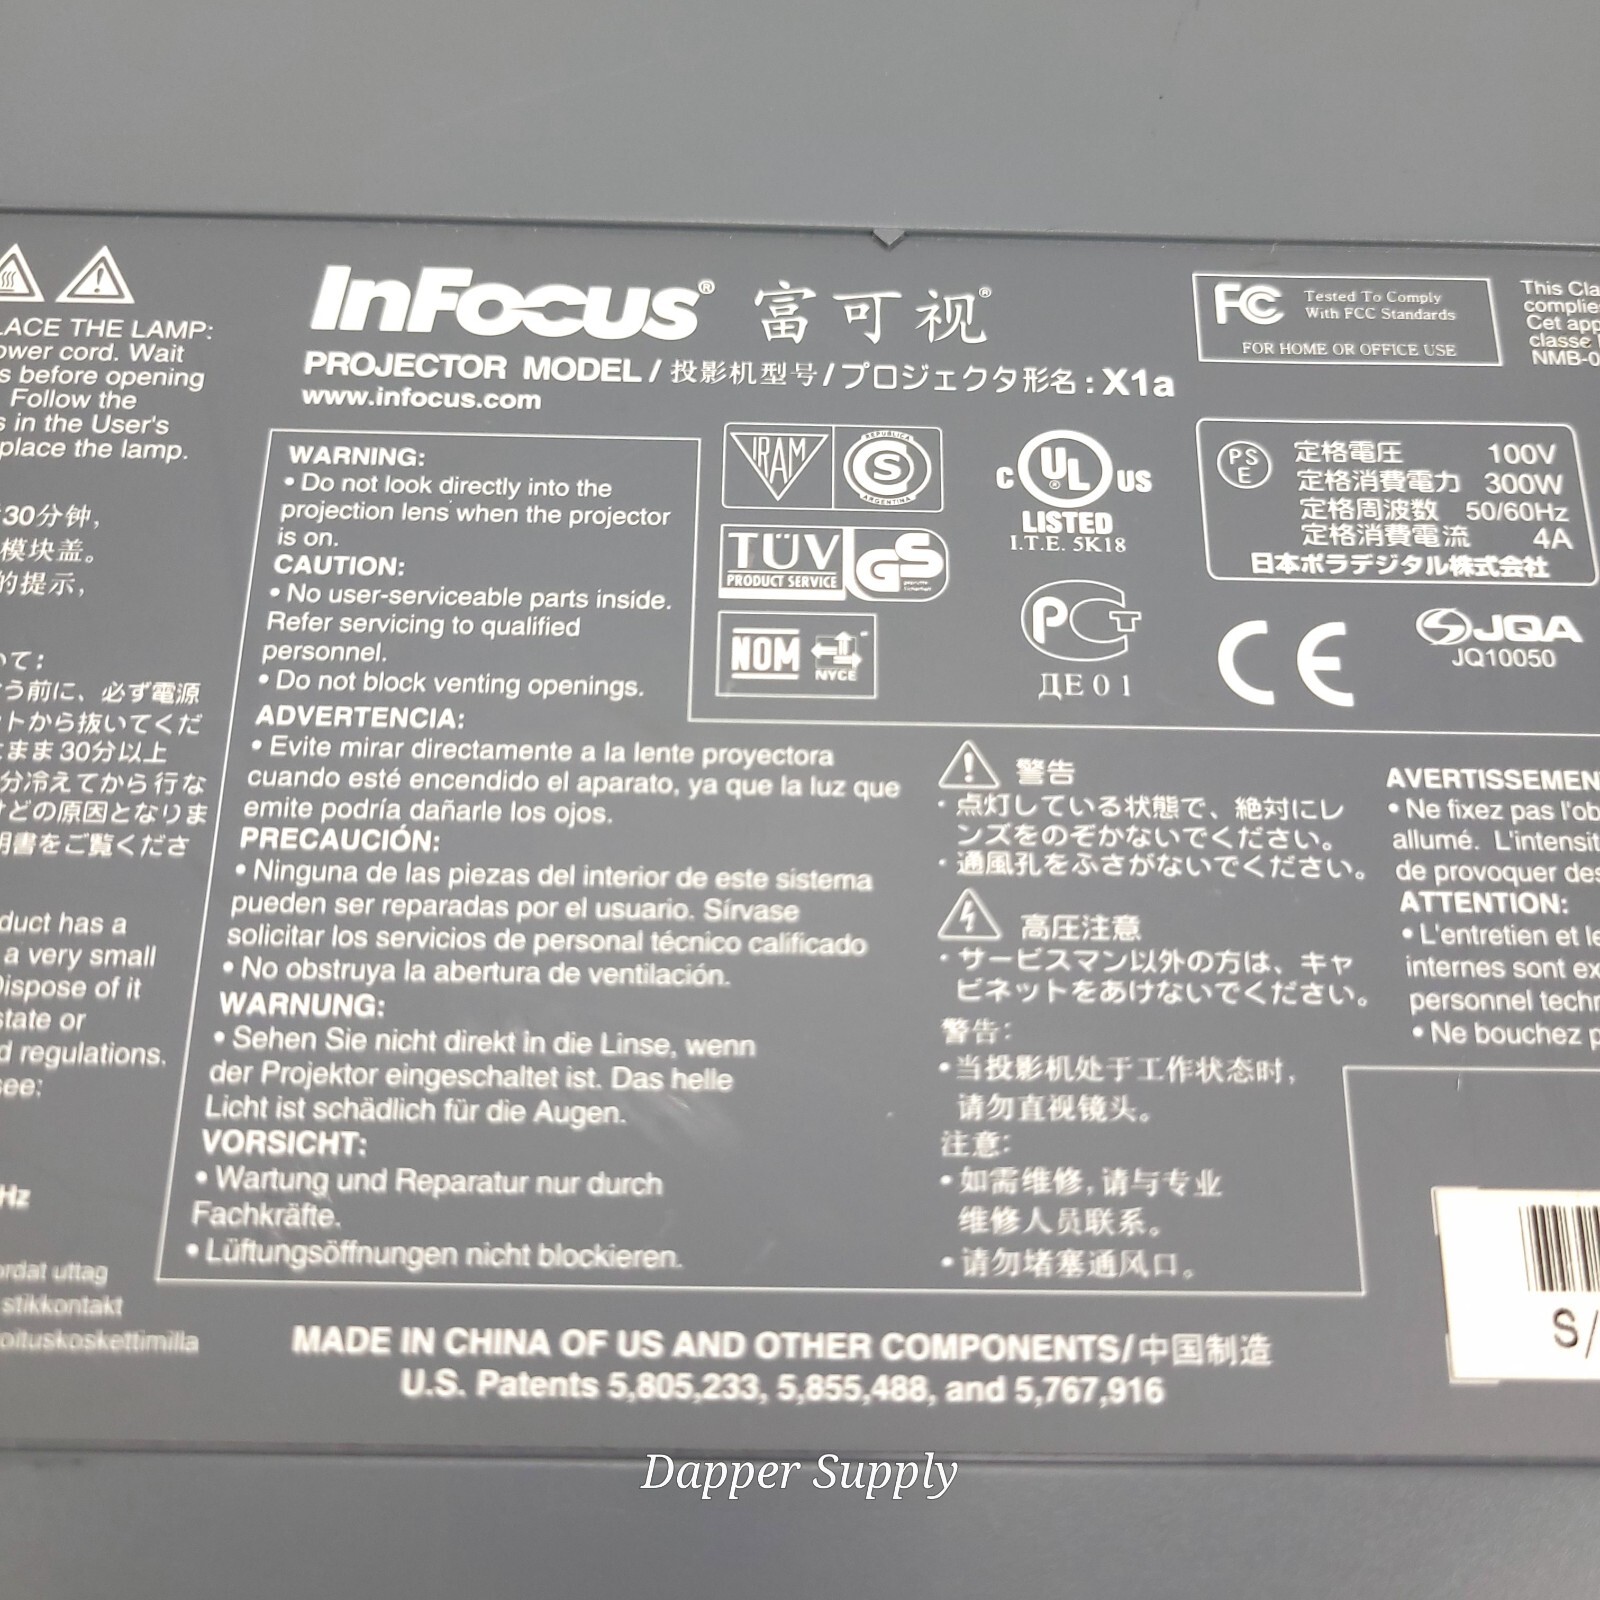 LACE THE LAMP:
ower cord. Wait
s before opening
Follow the
s in the User's
place the lamp.
30分钟，
模块盖。
的提示，
いて：
う前に、必ず電源
ットから抜いてくだ
まま30分以上
分冷えてから行な
けどの原因となりま
明書をご覧くださ
duct has a
a very small
Dispose of it
state or
d regulations.
see:
Hz
ordat uttag
stikkontakt
oituskoskettimilla
InFocus® 富可视®
PROJECTOR MODEL / 投影机型号 / プロジェクタ形名 : X1a
www.infocus.com
WARNING:
• Do not look directly into the
projection lens when the projector
is on.
CAUTION:
• No user-serviceable parts inside.
Refer servicing to qualified
personnel.
• Do not block venting openings.
ADVERTENCIA:
• Evite mirar directamente a la lente proyectora
cuando esté encendido el aparato, ya que la luz que
emite podría dañarle los ojos.
PRECAUCIÓN:
• Ninguna de las piezas del interior de este sistema
pueden ser reparadas por el usuario. Sírvase
solicitar los servicios de personal técnico calificado
• No obstruya la abertura de ventilación.
WARNUNG:
• Sehen Sie nicht direkt in die Linse, wenn
der Projektor eingeschaltet ist. Das helle
Licht ist schädlich für die Augen.
VORSICHT:
• Wartung und Reparatur nur durch
Fachkräfte.
• Lüftungsöffnungen nicht blockieren.
IRAM
REPUBLICA
S
ARGENTINA
TÜV
PRODUCT SERVICE
GS
NOM
NYCE
C UL® US
LISTED
I.T.E. 5K18
PCT
ДЕ 0 1
FC Tested To Comply
With FCC Standards
FOR HOME OR OFFICE USE
This Cla
complie
Cet app
classe
NMB-0
PS
E
定格電圧 100V
定格消費電力 300W
定格周波数 50/60Hz
定格消費電流 4A
日本ポラデジタル株式会社
CE
JQA
JQ10050
警告
・点灯している状態で、絶対にレ
ンズをのぞかないでください。
・通風孔をふさがないでください。
高圧注意
・サービスマン以外の方は、キャ
ビネットをあけないでください。
警告：
• 当投影机处于工作状态时，
请勿直视镜头。
注意：
• 如需维修，请与专业
维修人员联系。
• 请勿堵塞通风口。
AVERTISSEMEN
• Ne fixez pas l'ob
allumé. L'intensit
de provoquer des
ATTENTION:
• L'entretien et le
internes sont ex
personnel techn
• Ne bouchez p
S/
MADE IN CHINA OF US AND OTHER COMPONENTS/中国制造
U.S. Patents 5,805,233, 5,855,488, and 5,767,916
Dapper Supply